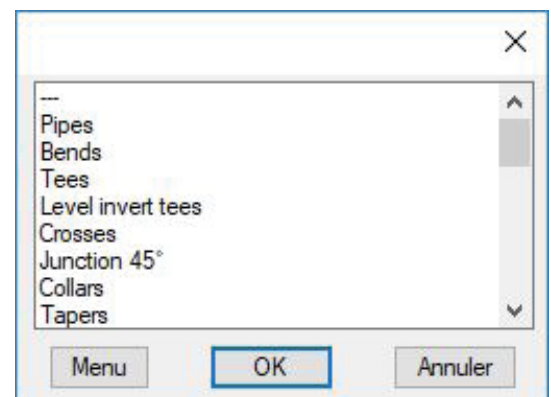 ---
Pipes
Bends
Tees
Level invert tees
Crosses
Junction 45°
Collars
Tapers
Menu OK Annuler